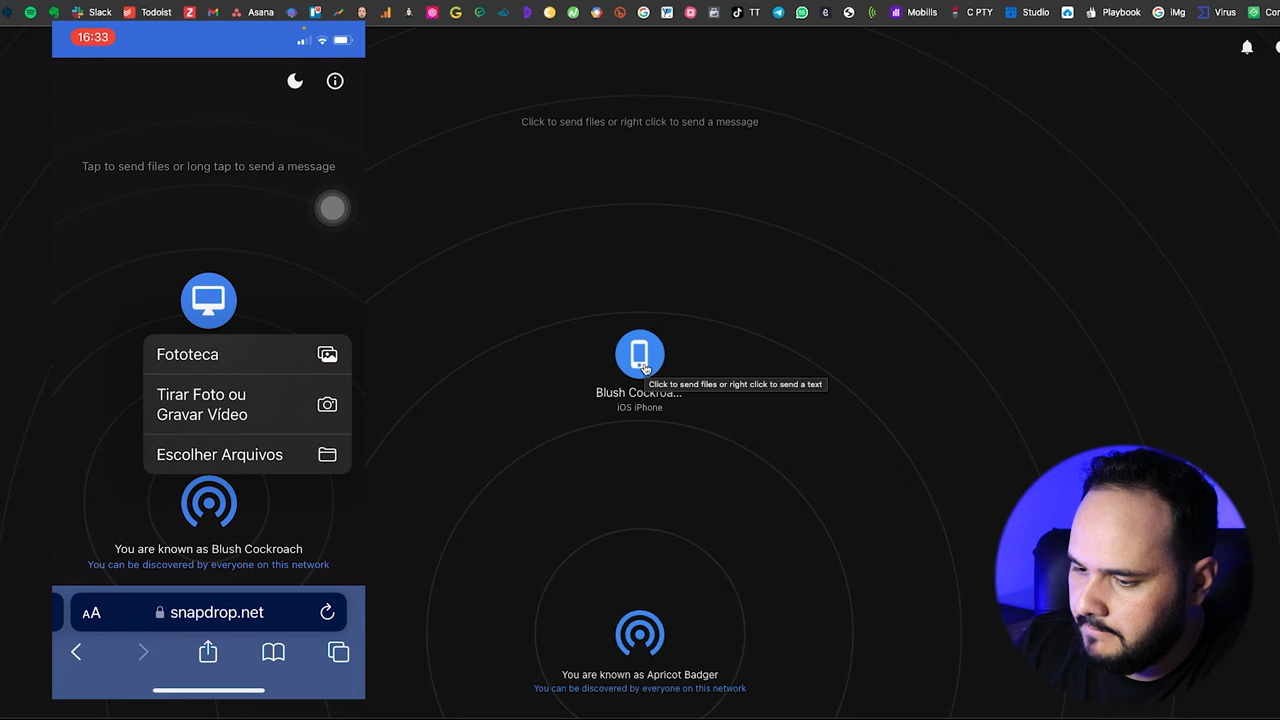 Slack Todoist Asana TT Mobills C PTY Studio Playbook iMg Virus
16:33
Tap to send files or long tap to send a message
Fototeca
Tirar Foto ou
Gravar Vídeo
Escolher Arquivos
You are known as Blush Cockroach
You can be discovered by everyone on this network
AA snapdrop.net
Click to send files or right click to send a message
Click to send files or right click to send a text
Blush Cockroa...
iOS iPhone
You are known as Apricot Badger
You can be discovered by everyone on this network